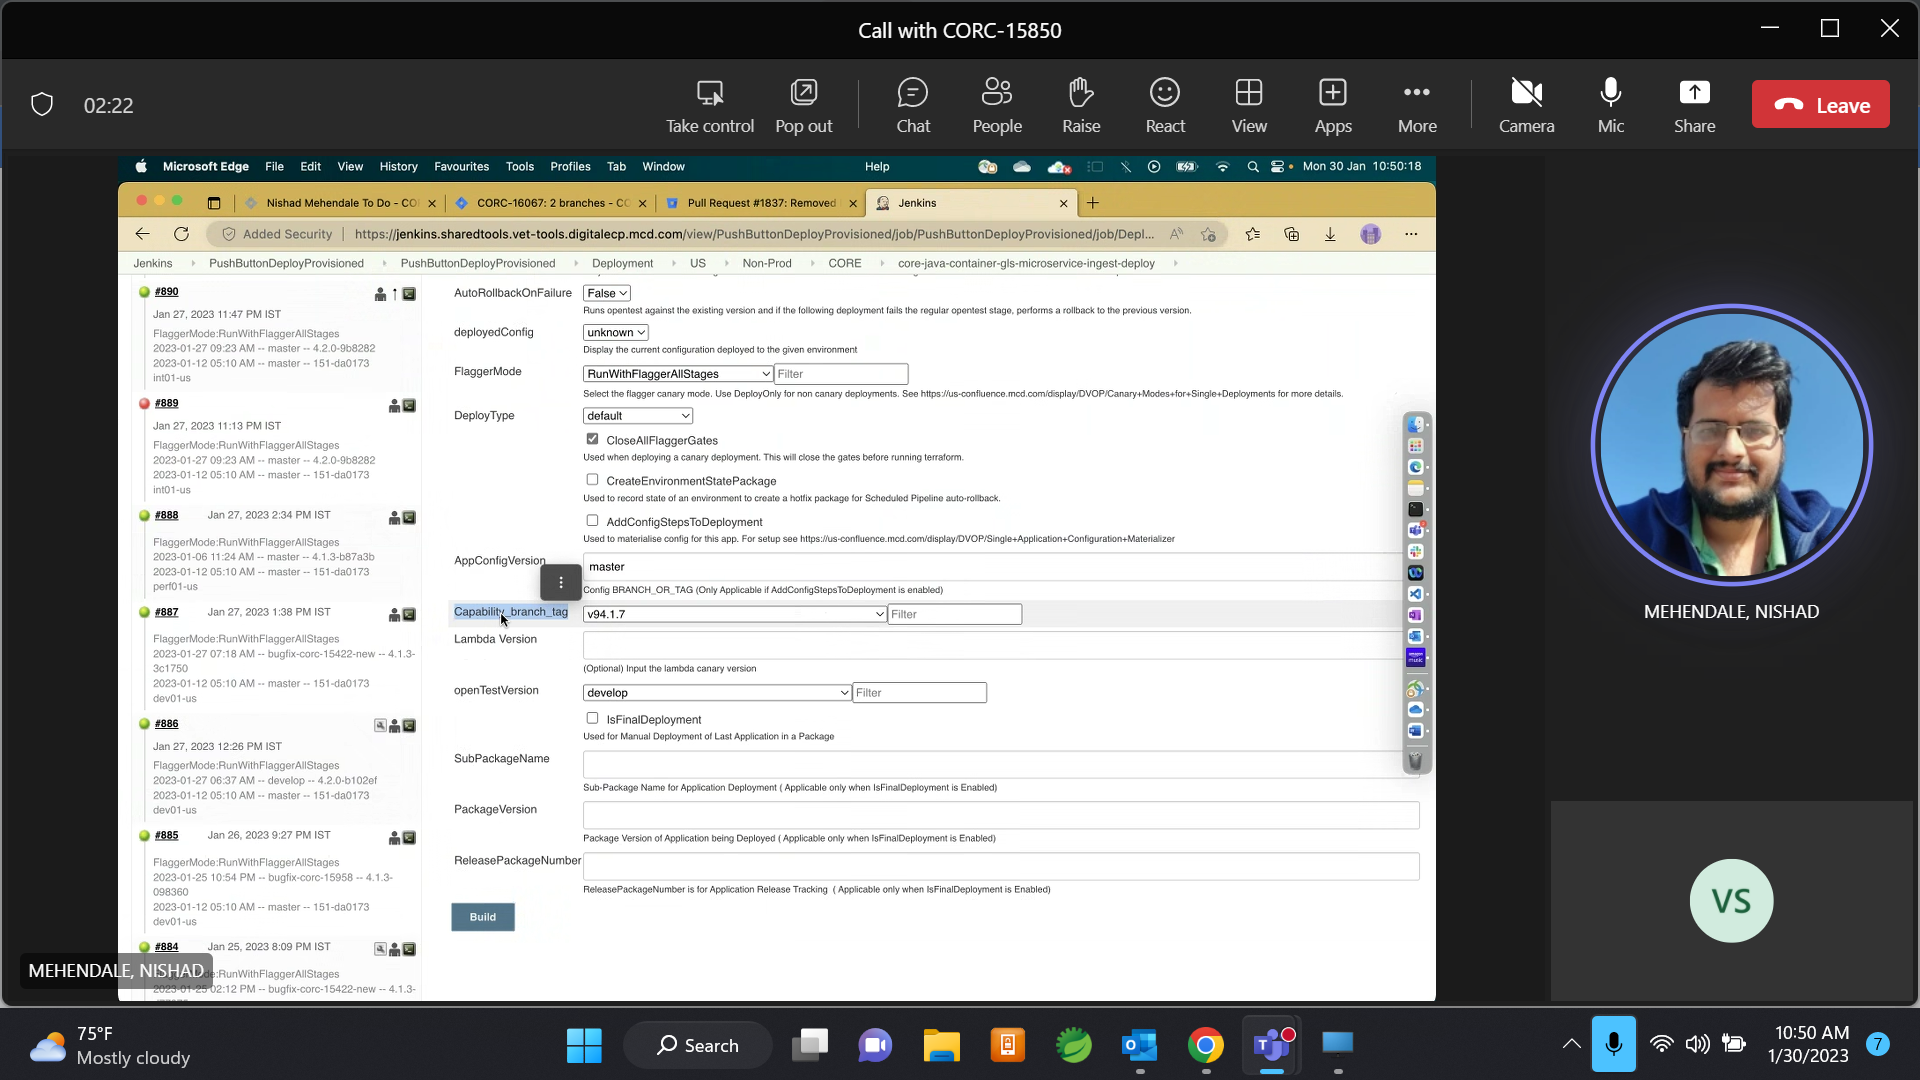 Call with CORC-15850
02:22
Take control
Pop out
Chat
People
Raise
React
View
Apps
More
Camera
Mic
Share
Leave
Microsoft Edge File Edit View History Favourites Tools Profiles Tab Window Help Mon 30 Jan 10:50:18
Nishad Mehendale To Do - CO
CORC-16067: 2 branches - CO
Pull Request #1837: Removed
Jenkins
Added Security
https://jenkins.sharedtools.vet-tools.digitalecp.mcd.com/view/PushButtonDeployProvisioned/job/PushButtonDeployProvisioned/job/Depl...
Jenkins PushButtonDeployProvisioned PushButtonDeployProvisioned Deployment US Non-Prod CORE core-java-container-gls-microservice-ingest-deploy
#890
Jan 27, 2023 11:47 PM IST
FlaggerMode:RunWithFlaggerAllStages
2023-01-27 09:23 AM -- master -- 4.2.0-9b8282
2023-01-12 05:10 AM -- master -- 151-da0173
int01-us
#889
Jan 27, 2023 11:13 PM IST
FlaggerMode:RunWithFlaggerAllStages
2023-01-27 09:23 AM -- master -- 4.2.0-9b8282
2023-01-12 05:10 AM -- master -- 151-da0173
int01-us
#888 Jan 27, 2023 2:34 PM IST
FlaggerMode:RunWithFlaggerAllStages
2023-01-06 11:24 AM -- master -- 4.1.3-b87a3b
2023-01-12 05:10 AM -- master -- 151-da0173
perf01-us
#887 Jan 27, 2023 1:38 PM IST
FlaggerMode:RunWithFlaggerAllStages
2023-01-27 07:18 AM -- bugfix-corc-15422-new -- 4.1.3-
3c1750
2023-01-12 05:10 AM -- master -- 151-da0173
dev01-us
#886
Jan 27, 2023 12:26 PM IST
FlaggerMode:RunWithFlaggerAllStages
2023-01-27 06:37 AM -- develop -- 4.2.0-b102ef
2023-01-12 05:10 AM -- master -- 151-da0173
dev01-us
#885 Jan 26, 2023 9:27 PM IST
FlaggerMode:RunWithFlaggerAllStages
2023-01-25 10:54 PM -- bugfix-corc-15958 -- 4.1.3-
098360
2023-01-12 05:10 AM -- master -- 151-da0173
dev01-us
#884 Jan 25, 2023 8:09 PM IST
de:RunWithFlaggerAllStages
2023-01-25 02:12 PM -- bugfix-corc-15422-new -- 4.1.3-
AutoRollbackOnFailure False
Runs opentest against the existing version and if the following deployment fails the regular opentest stage, performs a rollback to the previous version.
deployedConfig unknown
Display the current configuration deployed to the given environment
FlaggerMode RunWithFlaggerAllStages Filter
Select the flagger canary mode. Use DeployOnly for non canary deployments. See https://us-confluence.mcd.com/display/DVOP/Canary+Modes+for+Single+Deployments for more details.
DeployType default
CloseAllFlaggerGates
Used when deploying a canary deployment. This will close the gates before running terraform.
CreateEnvironmentStatePackage
Used to record state of an environment to create a hotfix package for Scheduled Pipeline auto-rollback.
AddConfigStepsToDeployment
Used to materialise config for this app. For setup see https://us-confluence.mcd.com/display/DVOP/Single+Application+Configuration+Materializer
AppConfigVersion master
Config BRANCH_OR_TAG (Only Applicable if AddConfigStepsToDeployment is enabled)
Capability_branch_tag v94.1.7 Filter
Lambda Version
(Optional) Input the lambda canary version
openTestVersion develop Filter
IsFinalDeployment
Used for Manual Deployment of Last Application in a Package
SubPackageName
Sub-Package Name for Application Deployment ( Applicable only when IsFinalDeployment is Enabled)
PackageVersion
Package Version of Application being Deployed ( Applicable only when IsFinalDeployment is Enabled)
ReleasePackageNumber
ReleasePackageNumber is for Application Release Tracking ( Applicable only when IsFinalDeployment is Enabled)
Build
MEHENDALE, NISHAD
MEHENDALE, NISHAD
VS
75°F
Mostly cloudy
Search
10:50 AM
1/30/2023
7